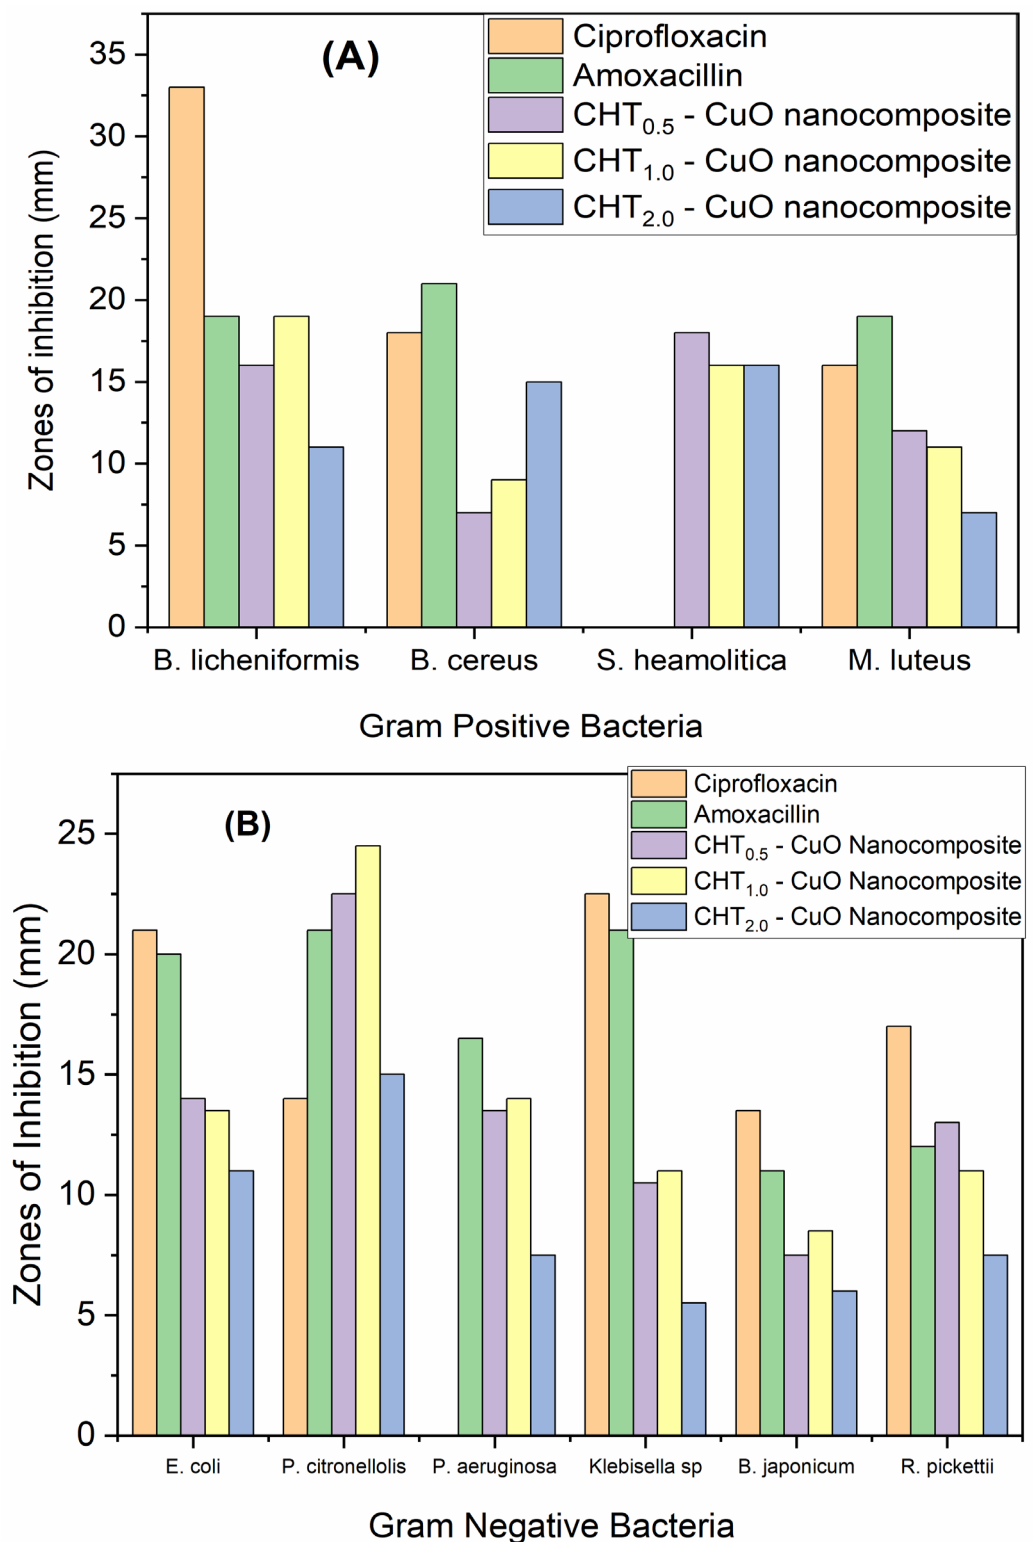 (A)
Ciprofloxacin
Amoxacillin
CHT0.5 - CuO nanocomposite
CHT1.0 - CuO nanocomposite
CHT2.0 - CuO nanocomposite
Zones of inhibition (mm)
35
30
25
20
15
10
5
0
B. licheniformis B. cereus S. heamolitica M. luteus
Gram Positive Bacteria
(B)
Ciprofloxacin
Amoxacillin
CHT0.5 - CuO Nanocomposite
CHT1.0 - CuO Nanocomposite
CHT2.0 - CuO Nanocomposite
Zones of Inhibition (mm)
25
20
15
10
5
0
E. coli P. citronellolis P. aeruginosa Klebisella sp B. japonicum R. pickettii
Gram Negative Bacteria